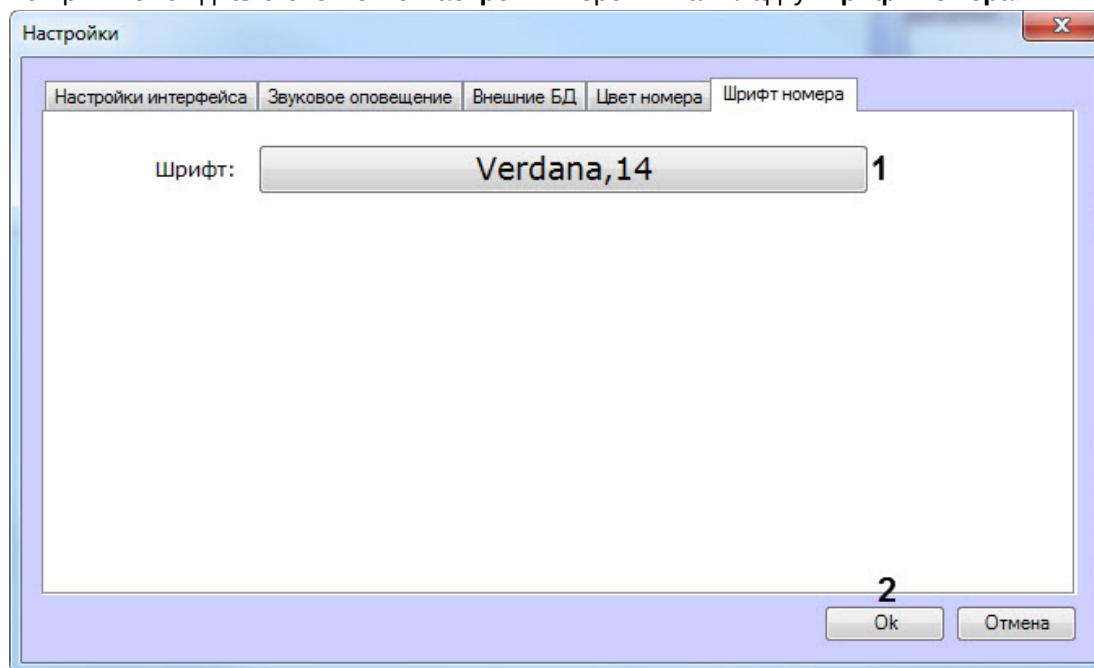 Настройки
Настройки интерфейса Звуковое оповещение Внешние БД Цвет номера Шрифт номера
Шрифт: Verdana,14 1
2
Ok Отмена